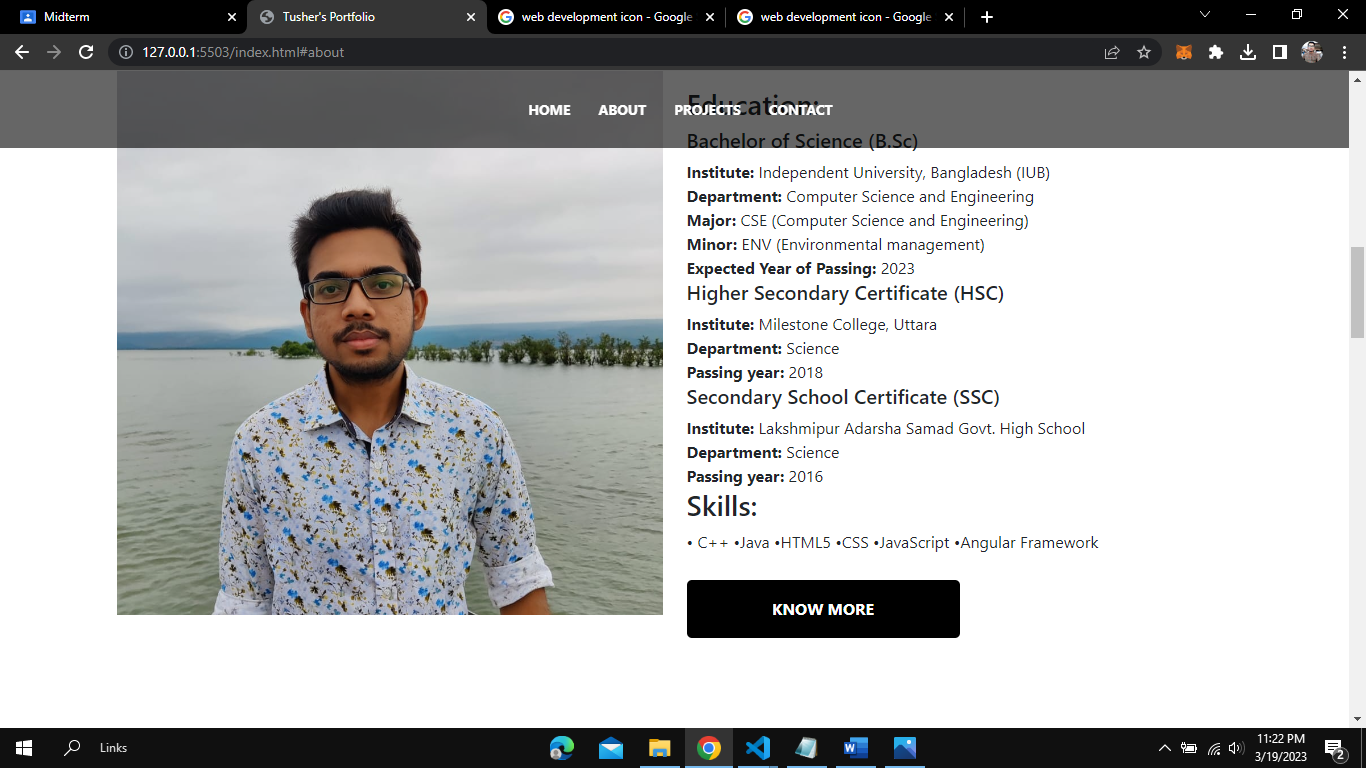 Midterm
Tusher's Portfolio
web development icon - Google
web development icon - Google
127.0.0.1:5503/index.html#about
HOME ABOUT PROJECTS CONTACT
Education:
Bachelor of Science (B.Sc)
Institute: Independent University, Bangladesh (IUB)
Department: Computer Science and Engineering
Major: CSE (Computer Science and Engineering)
Minor: ENV (Environmental management)
Expected Year of Passing: 2023
Higher Secondary Certificate (HSC)
Institute: Milestone College, Uttara
Department: Science
Passing year: 2018
Secondary School Certificate (SSC)
Institute: Lakshmipur Adarsha Samad Govt. High School
Department: Science
Passing year: 2016
Skills:
• C++ •Java •HTML5 •CSS •JavaScript •Angular Framework
KNOW MORE
Links
11:22 PM
3/19/2023
2